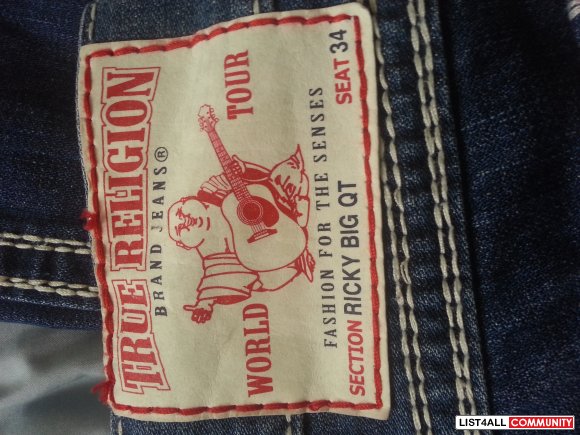 TRUE RELIGION
BRAND JEANS®
WORLD TOUR
FASHION FOR THE SENSES
SECTION RICKY BIG QT SEAT 34
LIST4ALL COMMUNITY